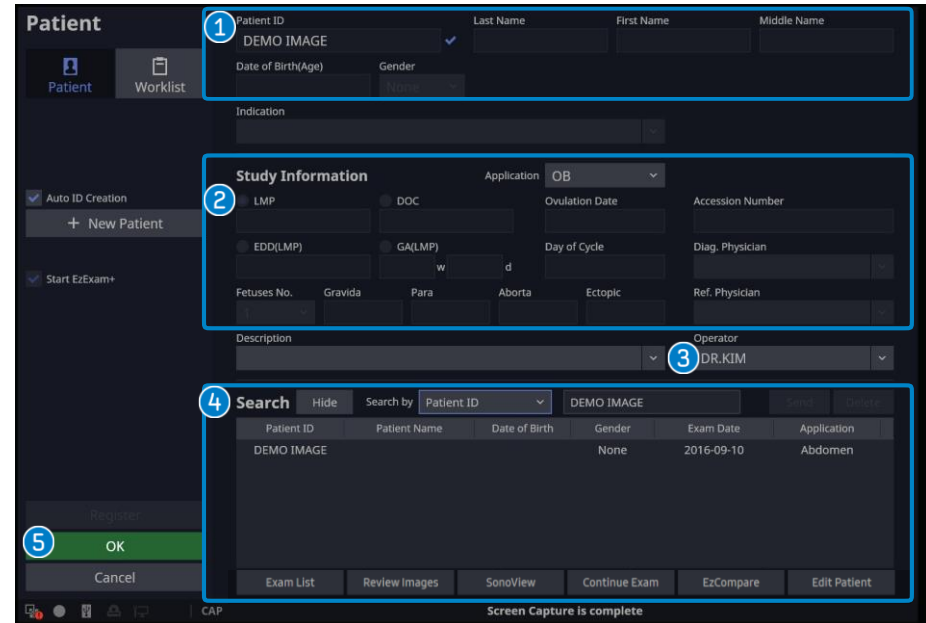 Patient
Patient
Worklist
Auto ID Creation
+ New Patient
Start EzExam+
Register
5
OK
Cancel
1
Patient ID Last Name First Name Middle Name
DEMO IMAGE
Date of Birth(Age) Gender
None
Indication
Study Information Application OB
2
LMP DOC Ovulation Date Accession Number
EDD(LMP) GA(LMP) Day of Cycle Diag. Physician
w d
Fetuses No. Gravida Para Aborta Ectopic Ref. Physician
1
Description Operator
3
DR.KIM
4
Search Hide Search by Patient ID DEMO IMAGE Send Delete
Patient ID Patient Name Date of Birth Gender Exam Date Application
DEMO IMAGE None 2016-09-10 Abdomen
Exam List Review Images SonoView Continue Exam EzCompare Edit Patient
CAP Screen Capture is complete